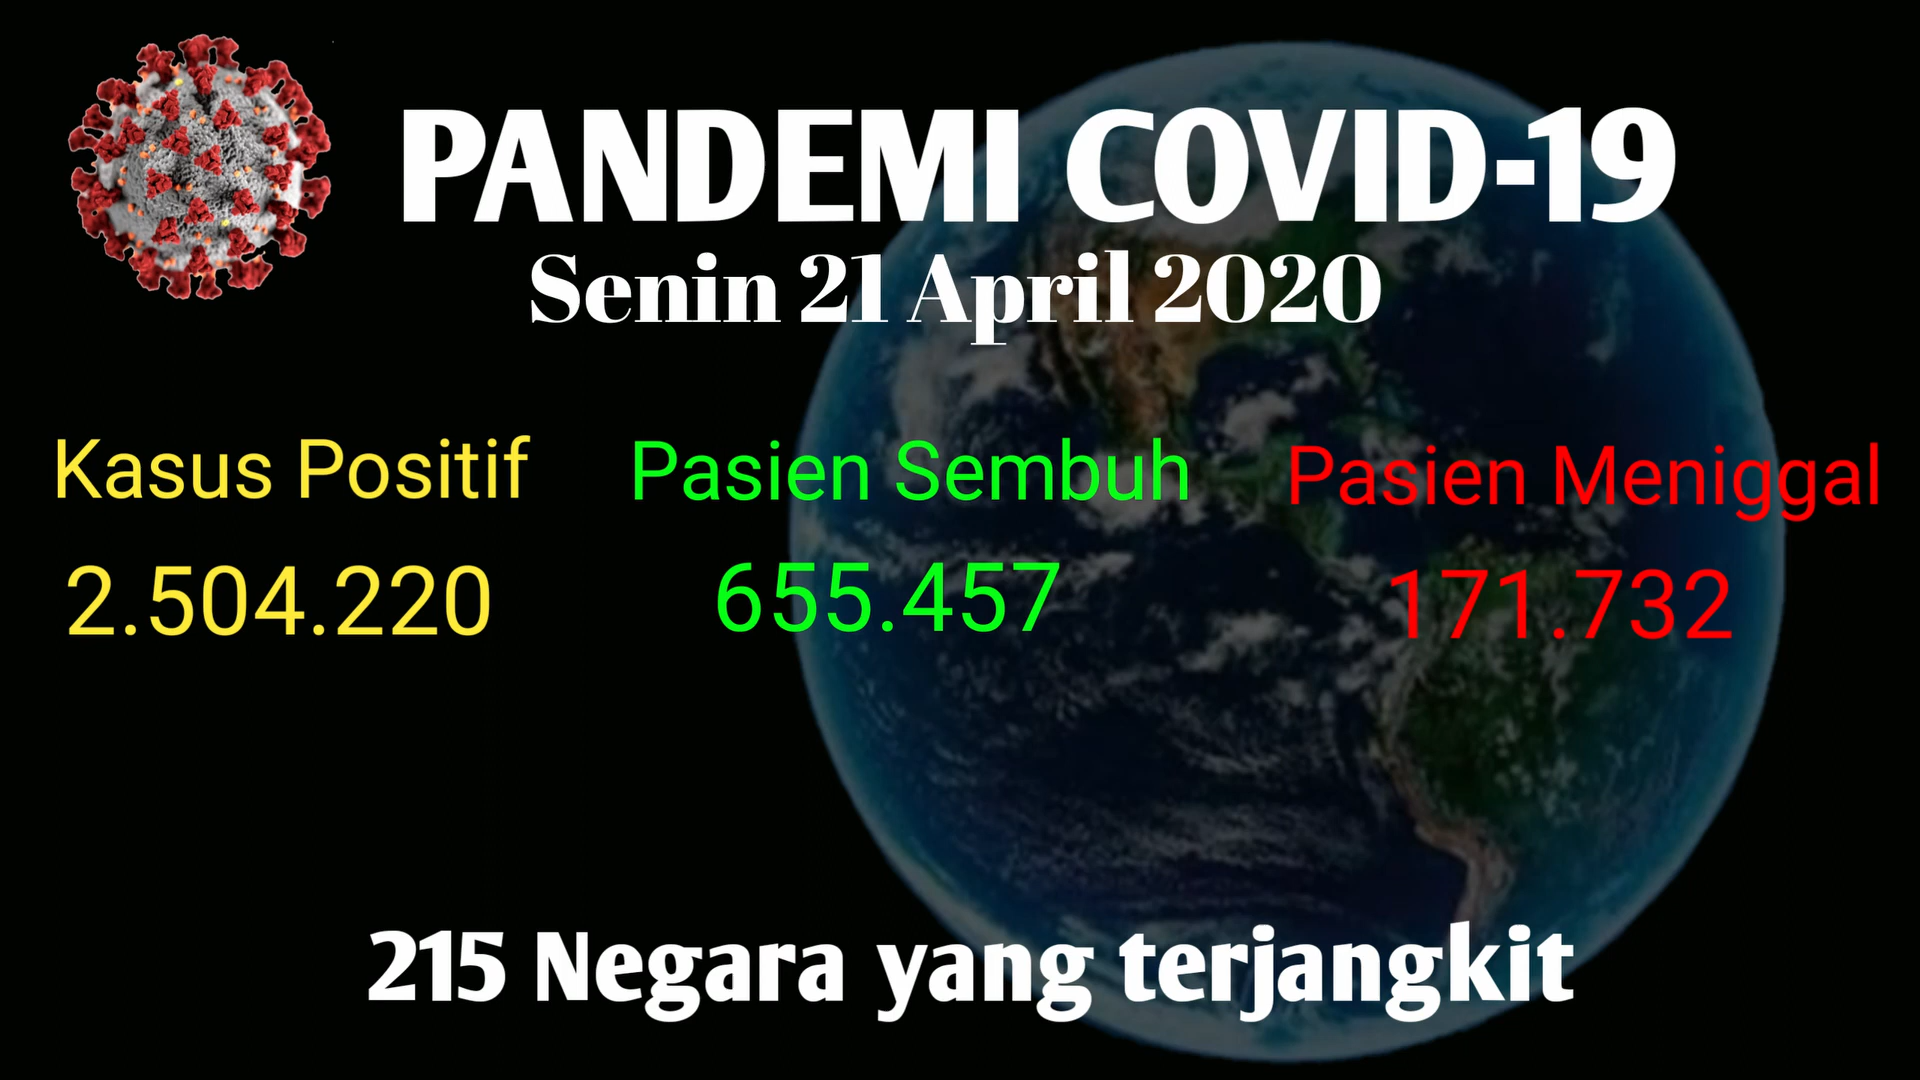 PANDEMI COVID-19
Senin 21 April 2020
Kasus Positif
2.504.220
Pasien Sembuh
655.457
Pasien Meniggal
171.732
215 Negara yang terjangkit